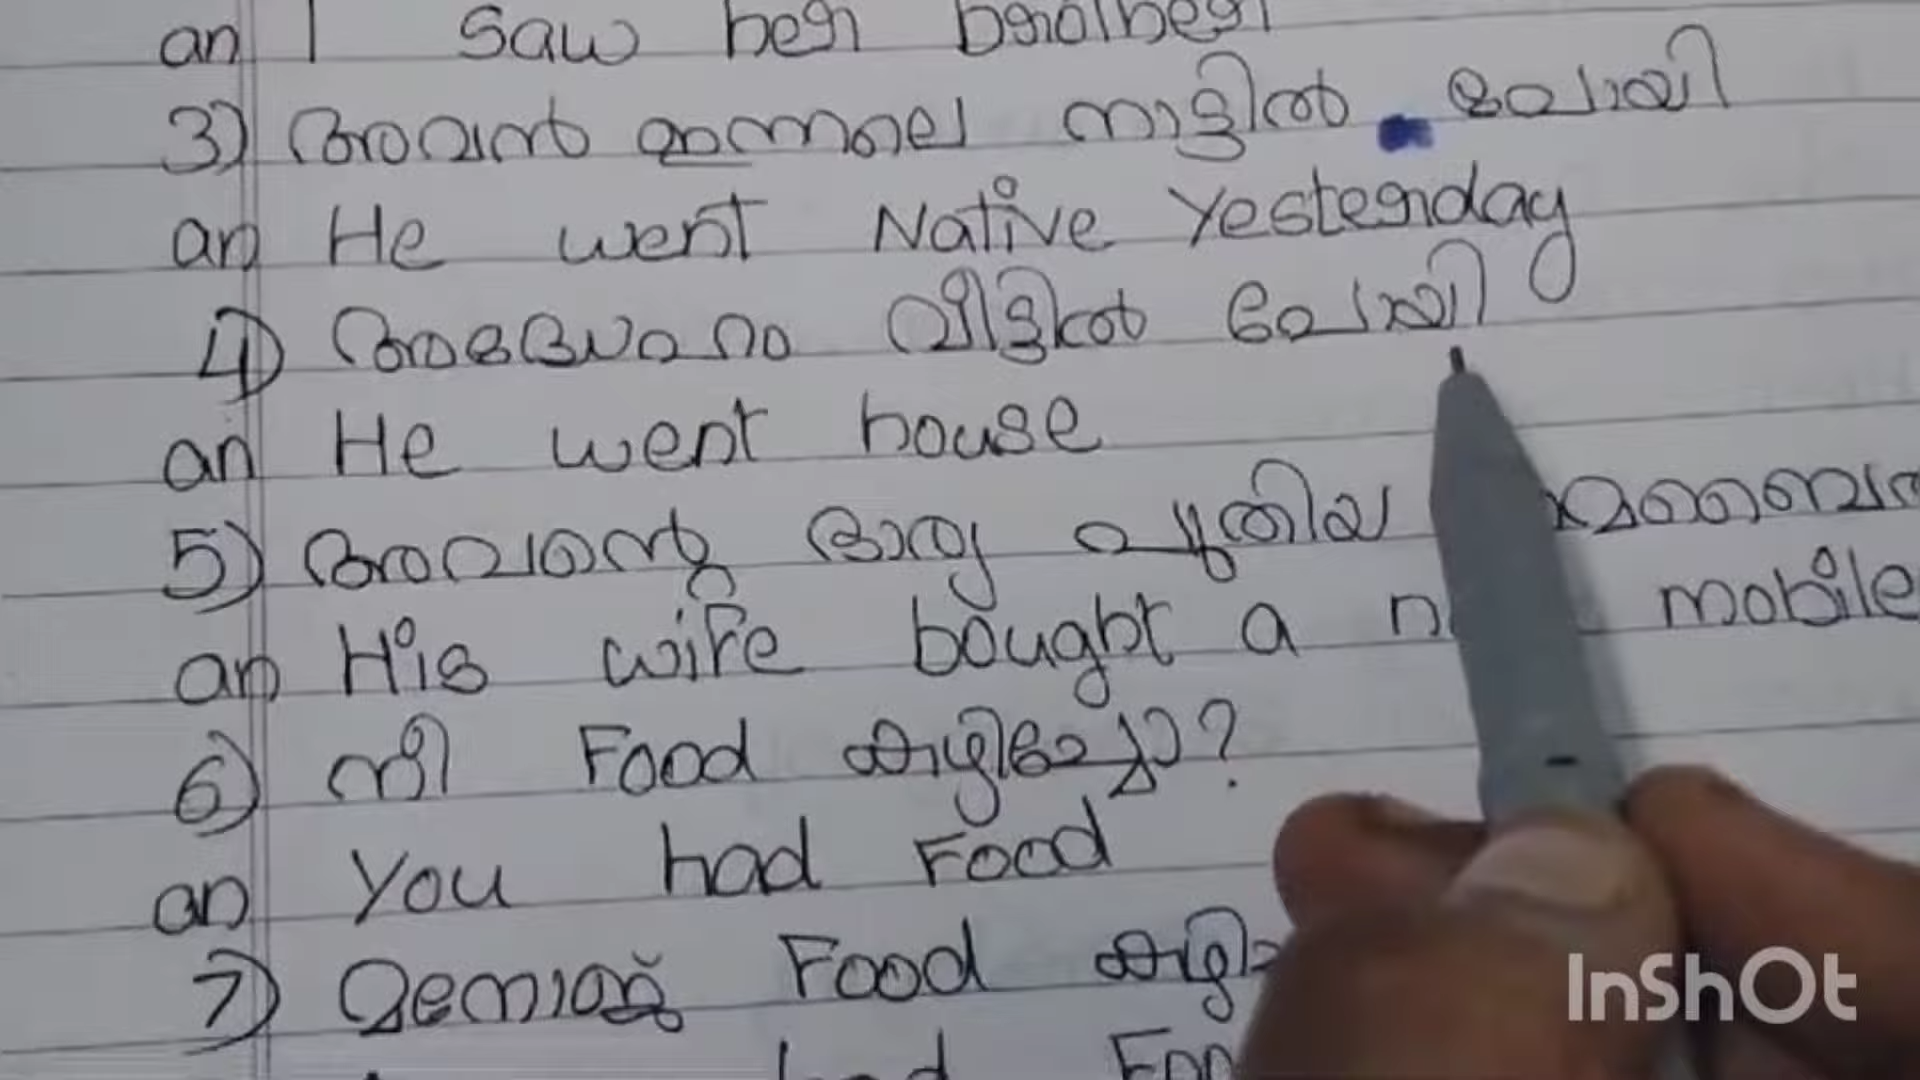 an I saw her brother
3) അവൻ ഇന്നലെ നാട്ടിൽ പോയി
an He went Native Yesterday
4) അദ്ദേഹം വീട്ടിൽ പോയി
an He went house
5) അവന്റെ ഭാര്യ പുതിയ
an His wife bought a mobile
6) നീ Food കഴിച്ചോ?
an You had Food
7) Food
had
InShOt